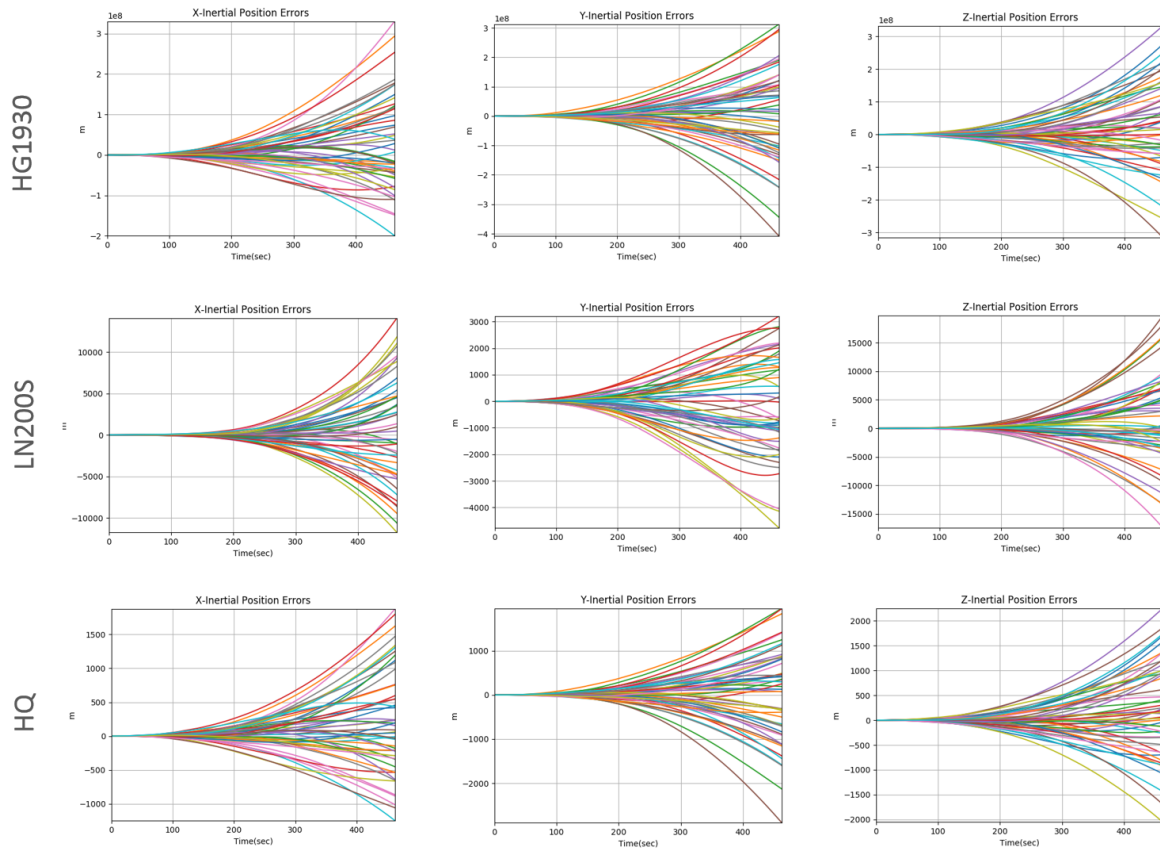 HG1930
X-Inertial Position Errors
1e8
3
2
1
0
−1
−2
m
0 100 200 300 400
Time(sec)
Y-Inertial Position Errors
1e8
3
2
1
0
−1
−2
−3
−4
m
0 100 200 300 400
Time(sec)
Z-Inertial Position Errors
1e8
3
2
1
0
−1
−2
−3
m
0 100 200 300 400
Time(sec)
LN200S
X-Inertial Position Errors
10000
5000
0
−5000
−10000
0 100 200 300 400
Time(sec)
Y-Inertial Position Errors
3000
2000
1000
0
−1000
−2000
−3000
−4000
m
0 100 200 300 400
Time(sec)
Z-Inertial Position Errors
15000
10000
5000
0
−5000
−10000
−15000
0 100 200 300 400
Time(sec)
HQ
X-Inertial Position Errors
1500
1000
500
0
−500
−1000
m
0 100 200 300 400
Time(sec)
Y-Inertial Position Errors
1000
0
−1000
−2000
m
0 100 200 300 400
Time(sec)
Z-Inertial Position Errors
2000
1500
1000
500
0
−500
−1000
−1500
−2000
m
0 100 200 300 400
Time(sec)